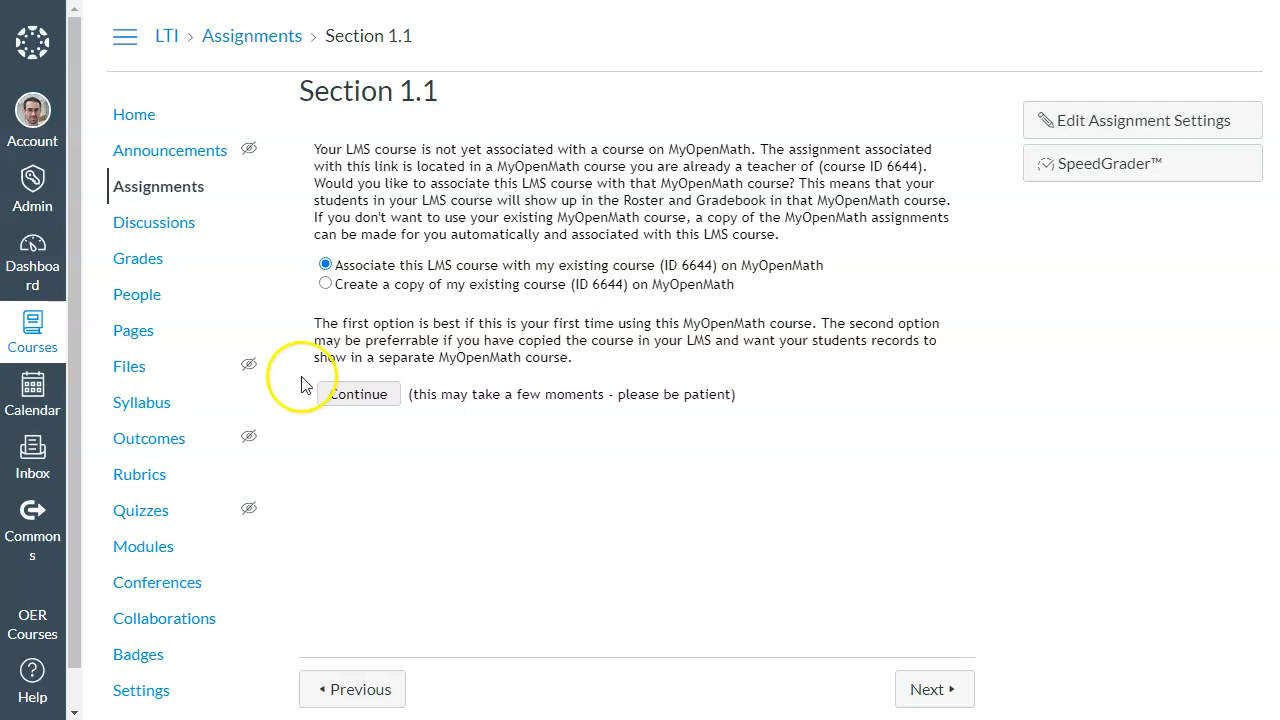 LTI › Assignments › Section 1.1
Account
Admin
Dashboa
rd
Courses
Calendar
Inbox
Common
s
OER
Courses
Help
Home
Announcements
Assignments
Discussions
Grades
People
Pages
Files
Syllabus
Outcomes
Rubrics
Quizzes
Modules
Conferences
Collaborations
Badges
Settings
Section 1.1
Your LMS course is not yet associated with a course on MyOpenMath. The assignment associated
with this link is located in a MyOpenMath course you are already a teacher of (course ID 6644).
Would you like to associate this LMS course with that MyOpenMath course? This means that your
students in your LMS course will show up in the Roster and Gradebook in that MyOpenMath course.
If you don't want to use your existing MyOpenMath course, a copy of the MyOpenMath assignments
can be made for you automatically and associated with this LMS course.
Associate this LMS course with my existing course (ID 6644) on MyOpenMath
Create a copy of my existing course (ID 6644) on MyOpenMath
The first option is best if this is your first time using this MyOpenMath course. The second option
may be preferrable if you have copied the course in your LMS and want your students records to
show in a separate MyOpenMath course.
Continue (this may take a few moments - please be patient)
Previous
Next
Edit Assignment Settings
SpeedGrader™